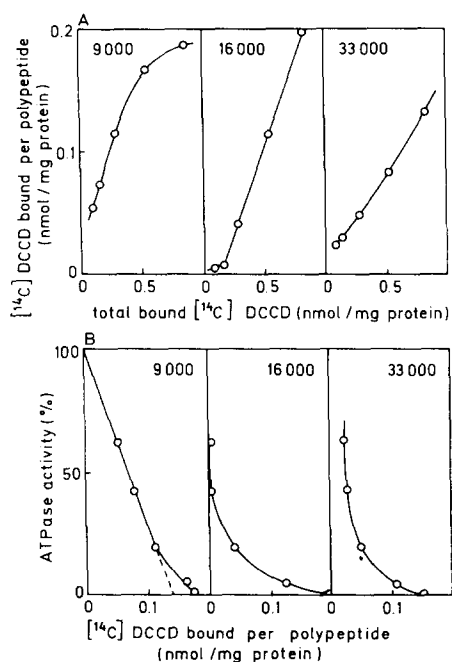 A
[¹⁴C] DCCD bound per polypeptide
(nmol / mg protein)
0.2
0.1
0
9 000
16 000
33 000
0 0.5 0 0.5 0 0.5
total bound [¹⁴C] DCCD (nmol / mg protein)
B
ATPase activity (%)
100
50
0
9 000
16 000
33 000
0 0.1 0 0.1 0 0.1
[¹⁴C] DCCD bound per polypeptide
(nmol / mg protein)